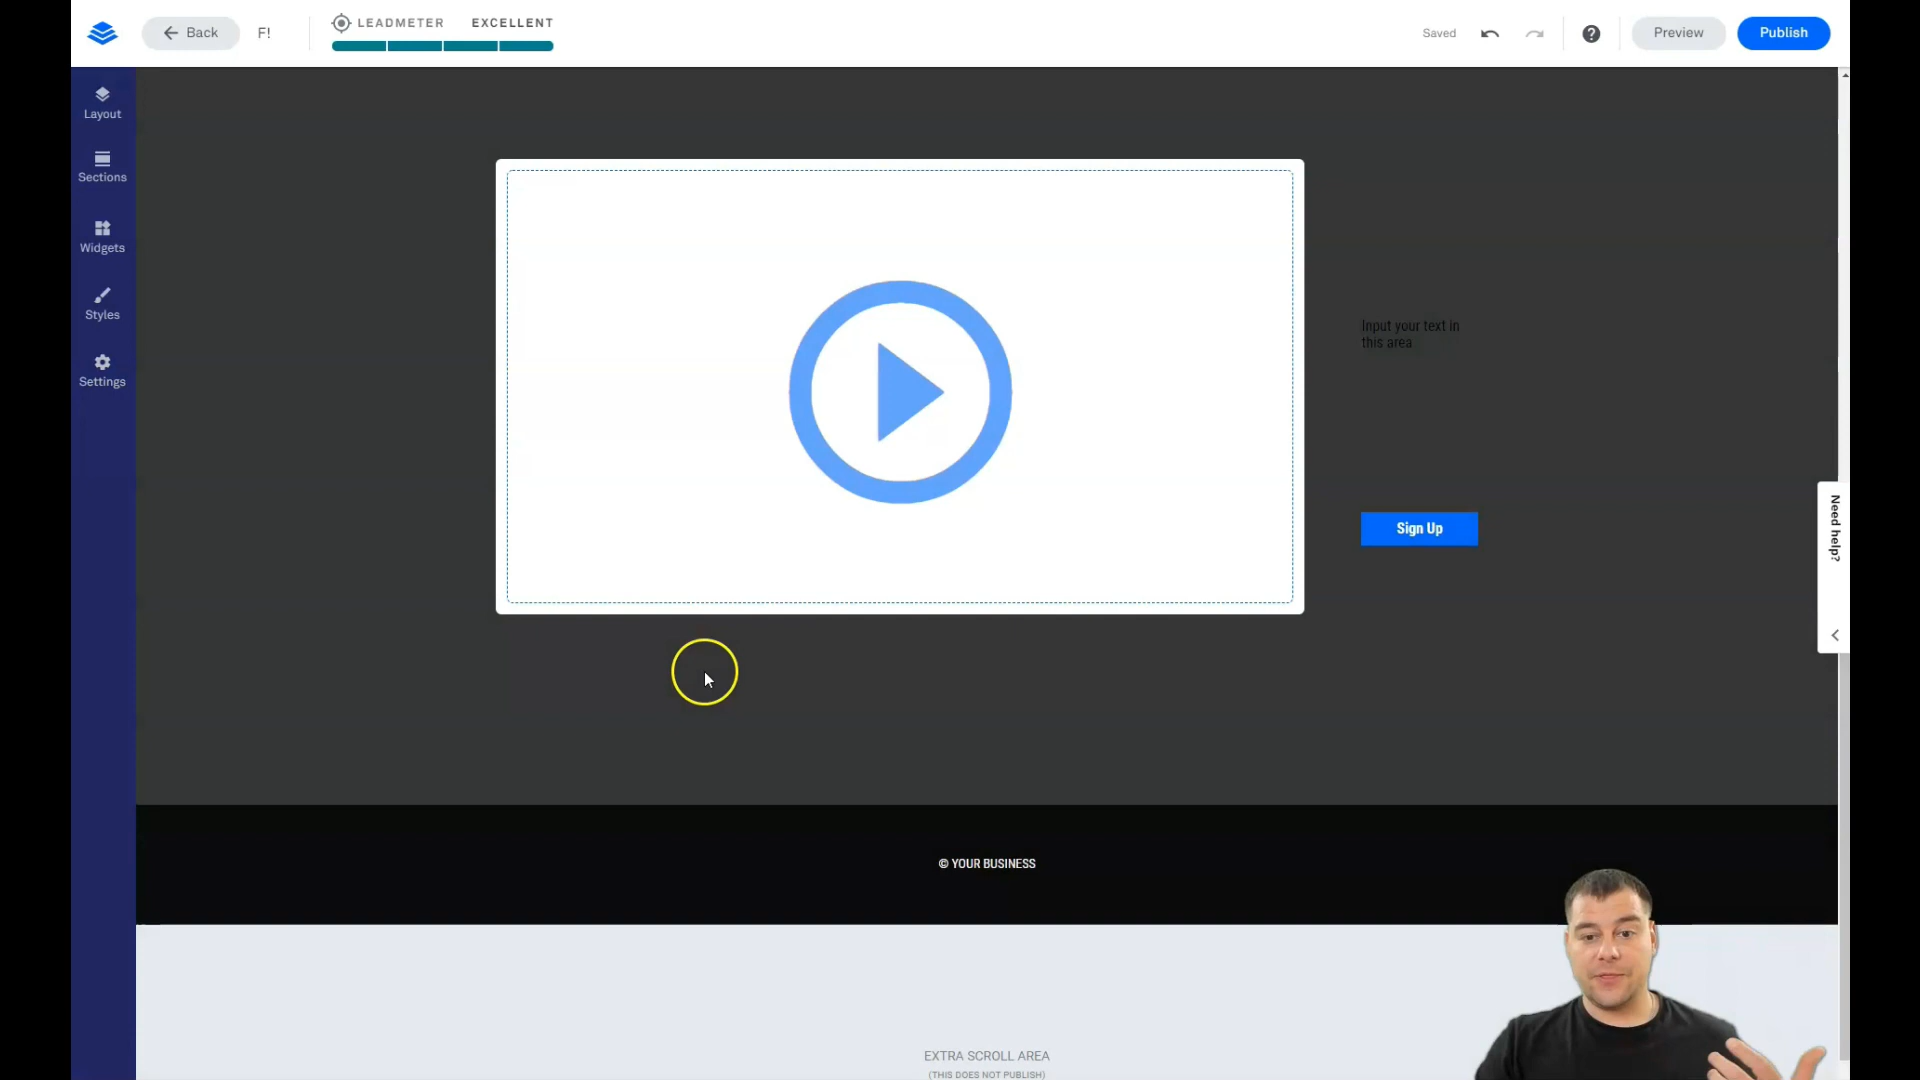 Back
F!
LEADMETER EXCELLENT
Saved
Preview
Publish
Layout
Sections
Widgets
Styles
Settings
Input your text in
this area
Sign Up
Need help?
© YOUR BUSINESS
EXTRA SCROLL AREA
(THIS DOES NOT PUBLISH)